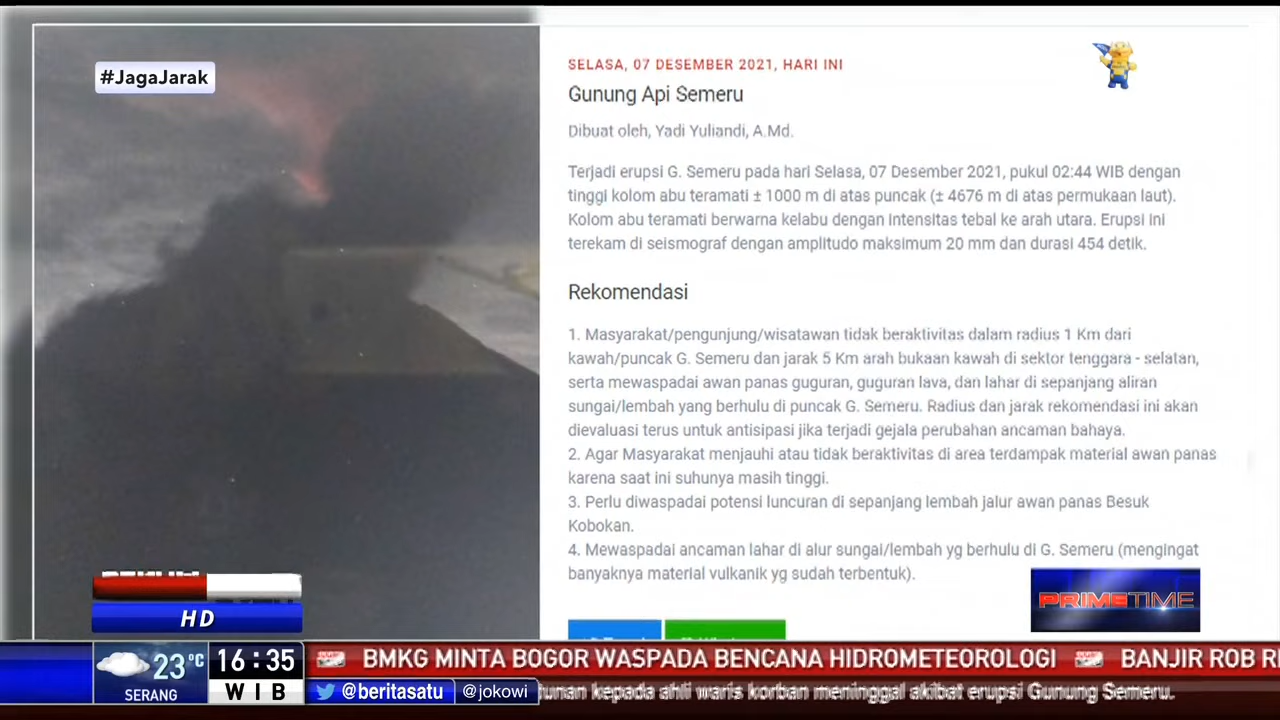 #JagaJarak
SELASA, 07 DESEMBER 2021, HARI INI
Gunung Api Semeru
Dibuat oleh, Yadi Yuliandi, A.Md.
Terjadi erupsi G. Semeru pada hari Selasa, 07 Desember 2021, pukul 02:44 WIB dengan
tinggi kolom abu teramati ± 1000 m di atas puncak (± 4676 m di atas permukaan laut).
Kolom abu teramati berwarna kelabu dengan intensitas tebal ke arah utara. Erupsi ini
terekam di seismograf dengan amplitudo maksimum 20 mm dan durasi 454 detik.
Rekomendasi
1. Masyarakat/pengunjung/wisatawan tidak beraktivitas dalam radius 1 Km dari
kawah/puncak G. Semeru dan jarak 5 Km arah bukaan kawah di sektor tenggara - selatan,
serta mewaspadai awan panas guguran, guguran lava, dan lahar di sepanjang aliran
sungai/lembah yang berhulu di puncak G. Semeru. Radius dan jarak rekomendasi ini akan
dievaluasi terus untuk antisipasi jika terjadi gejala perubahan ancaman bahaya.
2. Agar Masyarakat menjauhi atau tidak beraktivitas di area terdampak material awan panas
karena saat ini suhunya masih tinggi.
3. Perlu diwaspadai potensi luncuran di sepanjang lembah jalur awan panas Besuk
Kobokan.
4. Mewaspadai ancaman lahar di alur sungai/lembah yg berhulu di G. Semeru (mengingat
banyaknya material vulkanik yg sudah terbentuk).
HD
PRIMETIME
23°C
SERANG
16:35
WIB
BMKG MINTA BOGOR WASPADA BENCANA HIDROMETEOROLOGI
BANJIR ROB
@beritasatu
@jokowi
kepada ahli waris korban meninggal akibat erupsi Gunung Semeru.